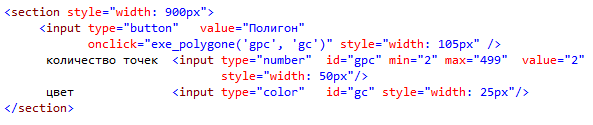 <section style="width: 900px">
<input type="button" value="Полигон"
onclick="exe_polygone('gpc', 'gc')" style="width: 105px" />
количество точек <input type="number" id="gpc" min="2" max="499" value="2"
style="width: 50px"/>
цвет <input type="color" id="gc" style="width: 25px"/>
</section>